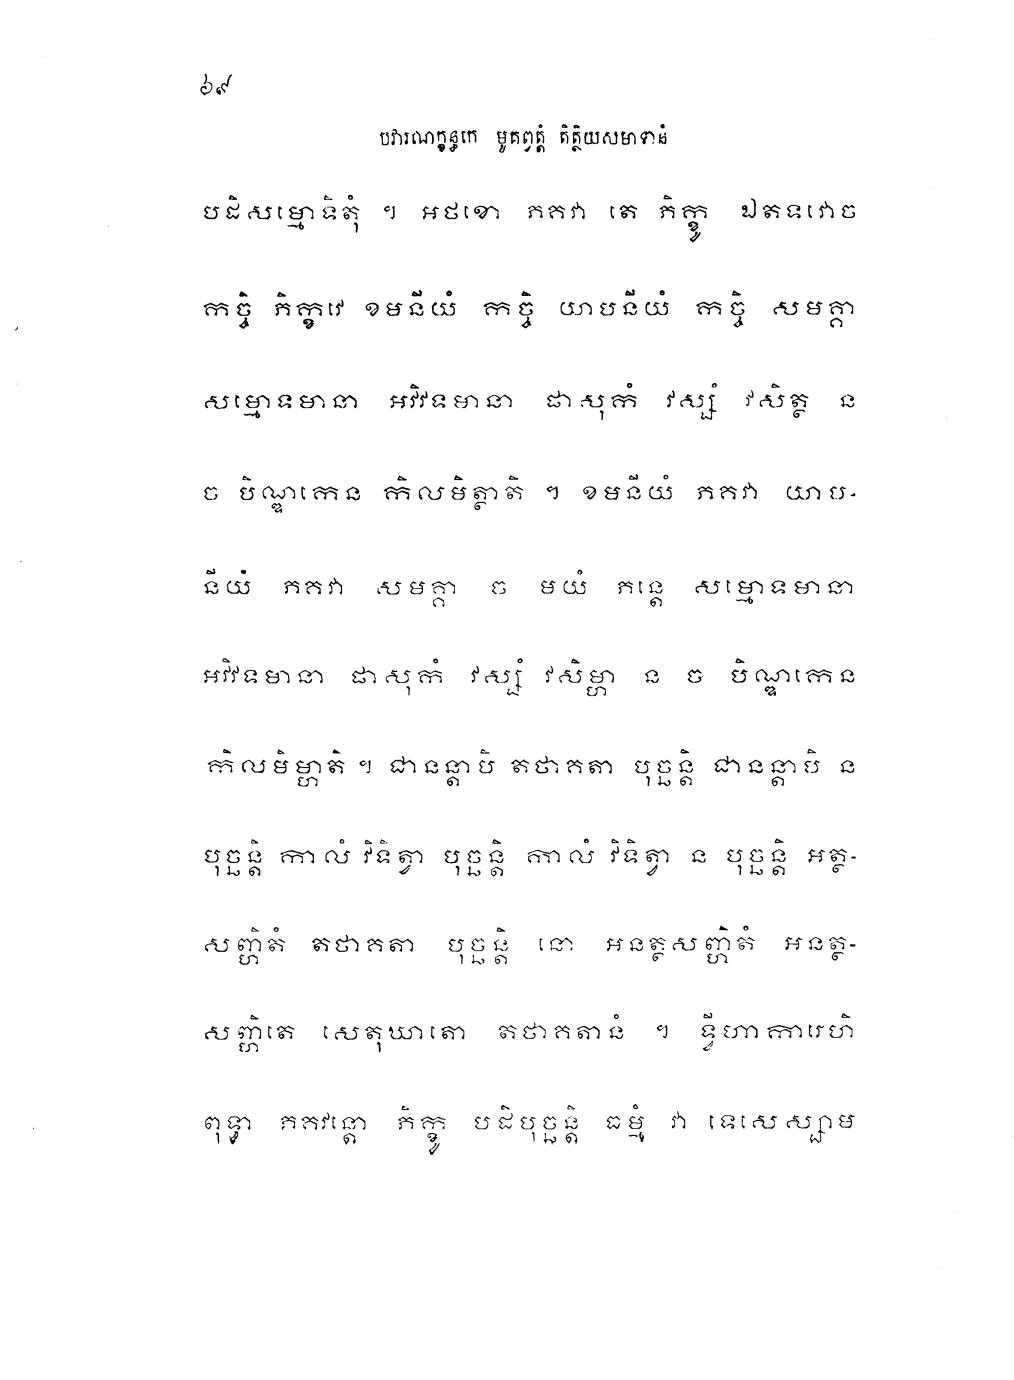 ៦៩
បវារណក្ខន្ធកេ មូគព្វត្តំ តិត្ថិយសមាទានំ
បដិសម្មោទិតុំ ។ អថខោ ភគវា តេ ភិក្ខូ ឯតទវោច
កច្ចិ ភិក្ខវេ ខមនីយំ កច្ចិ យាបនីយំ កច្ចិ សមគ្គា
សម្មោទមានា អវិវទមានា ផាសុកំ វស្សំ វសិត្ថ ន
ច បិណ្ឌកេន កិលមិត្ថាតិ ។ ខមនីយំ ភគវា យាប-
នីយំ ភគវា សមគ្គា ច មយំ ភន្តេ សម្មោទមានា
អវិវទមានា ផាសុកំ វស្សំ វសិម្ហា ន ច បិណ្ឌកេន
កិលមិម្ហាតិ ។ ជានន្តាបិ តថាគតា បុច្ឆន្តិ ជានន្តាបិ ន
បុច្ឆន្តិ កាលំ វិទិត្វា បុច្ឆន្តិ កាលំ វិទិត្វា ន បុច្ឆន្តិ អត្ថ-
សញ្ហិតំ តថាគតា បុច្ឆន្តិ នោ អនត្ថសញ្ហិតំ អនត្ថ-
សញ្ហិតេ សេតុឃាតោ តថាគតានំ ។ ទ្វីហាការេហិ
ពុទ្ធា ភគវន្តោ ភិក្ខូ បដិបុច្ឆន្តិ ធម្មំ វា ទេសេស្សាម